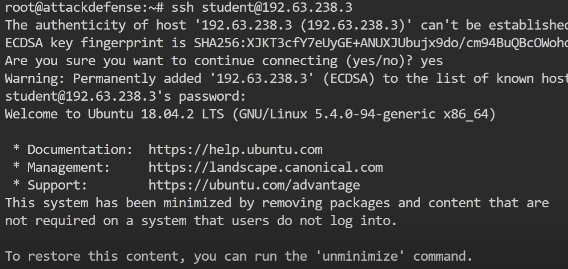 root@attackdefense:~# ssh student@192.63.238.3
The authenticity of host '192.63.238.3 (192.63.238.3)' can't be established
ECDSA key fingerprint is SHA256:XJKT3cfY7eUyGE+ANUXJUbujx9do/cm94BuQBcOWoho
Are you sure you want to continue connecting (yes/no)? yes
Warning: Permanently added '192.63.238.3' (ECDSA) to the list of known host
student@192.63.238.3's password:
Welcome to Ubuntu 18.04.2 LTS (GNU/Linux 5.4.0-94-generic x86_64)
* Documentation: https://help.ubuntu.com
* Management: https://landscape.canonical.com
* Support: https://ubuntu.com/advantage
This system has been minimized by removing packages and content that are
not required on a system that users do not log into.
To restore this content, you can run the 'unminimize' command.